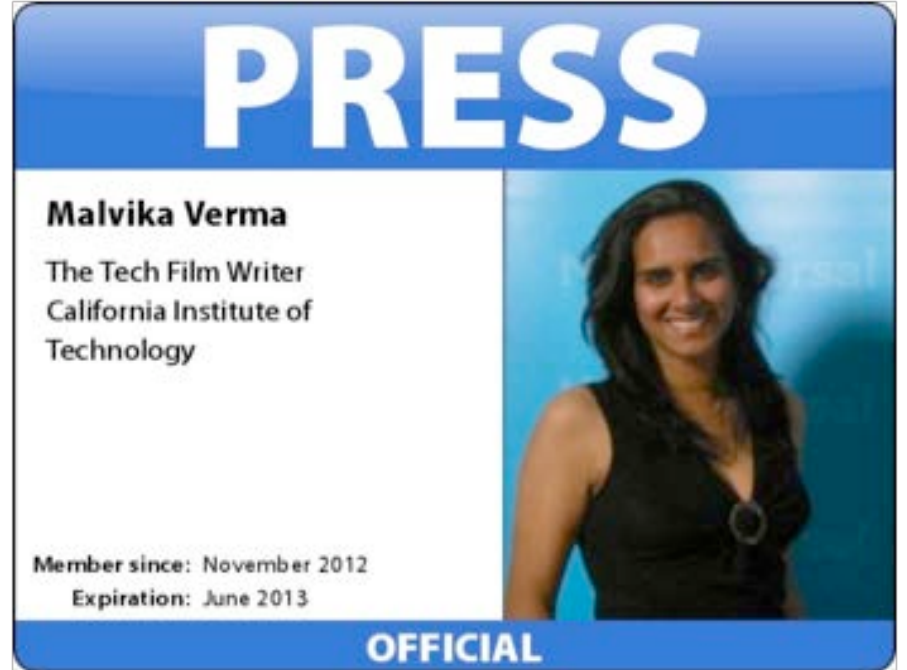 PRESS
Malvika Verma
The Tech Film Writer
California Institute of
Technology
Member since: November 2012
Expiration: June 2013
OFFICIAL